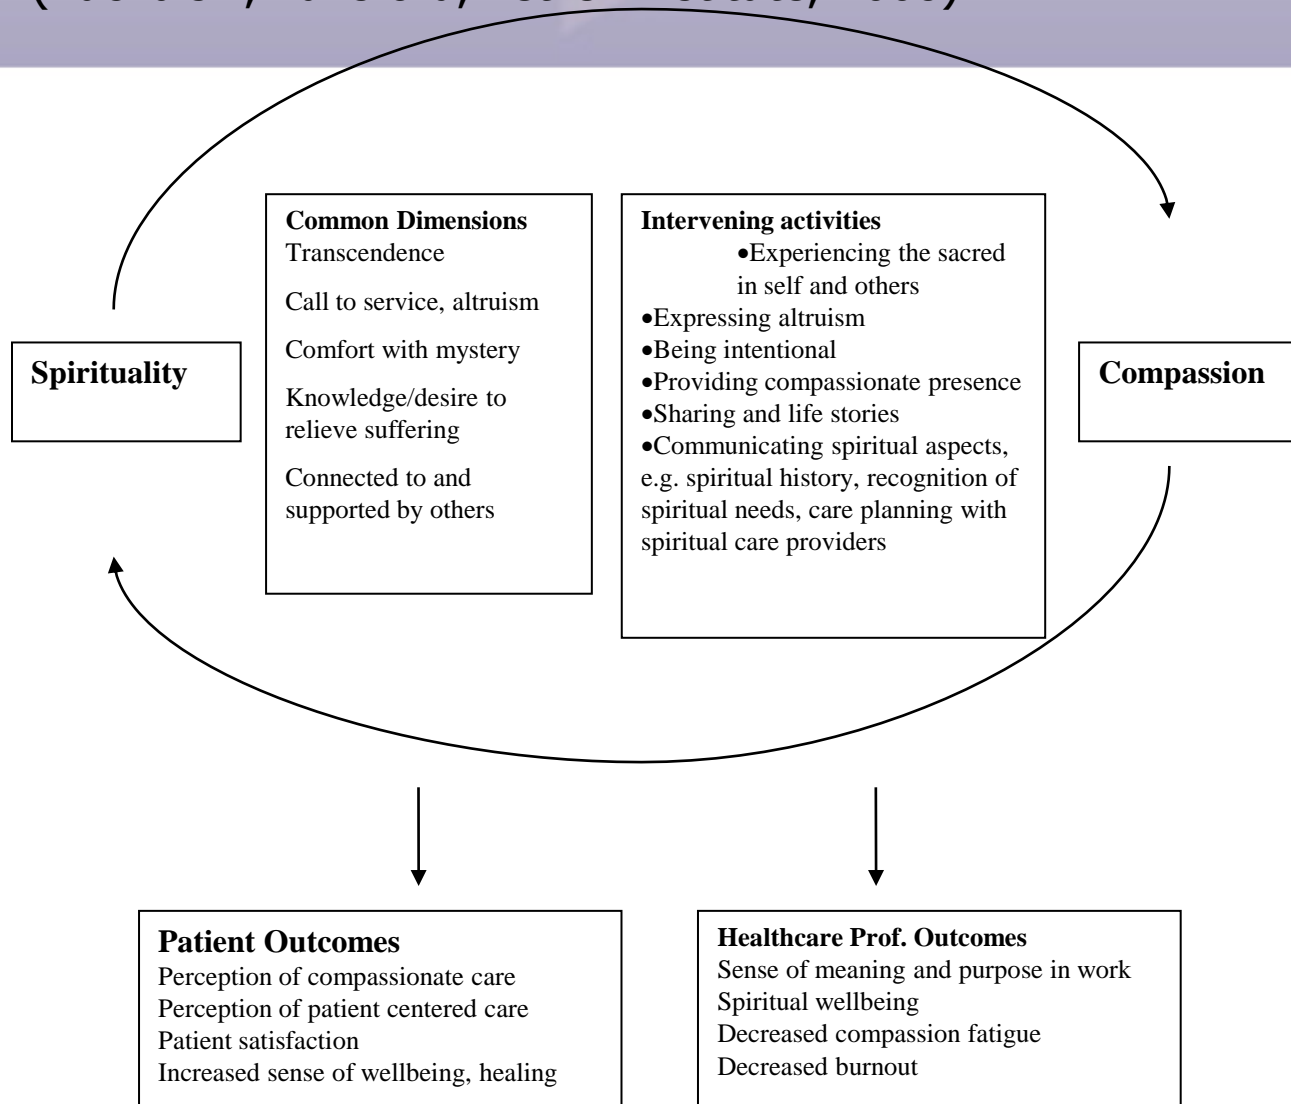 Spirituality
Common Dimensions
Transcendence
Call to service, altruism
Comfort with mystery
Knowledge/desire to
relieve suffering
Connected to and
supported by others
Intervening activities
•Experiencing the sacred
in self and others
•Expressing altruism
•Being intentional
•Providing compassionate presence
•Sharing and life stories
•Communicating spiritual aspects,
e.g. spiritual history, recognition of
spiritual needs, care planning with
spiritual care providers
Compassion
Patient Outcomes
Perception of compassionate care
Perception of patient centered care
Patient satisfaction
Increased sense of wellbeing, healing
Healthcare Prof. Outcomes
Sense of meaning and purpose in work
Spiritual wellbeing
Decreased compassion fatigue
Decreased burnout